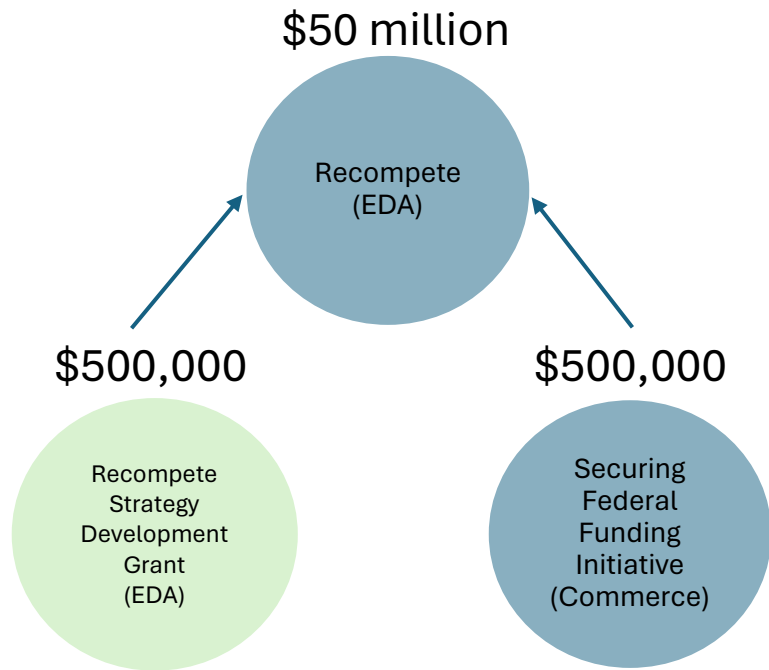 $50 million
Recompete
(EDA)
$500,000
$500,000
Recompete
Strategy
Development
Grant
(EDA)
Securing
Federal
Funding
Initiative
(Commerce)